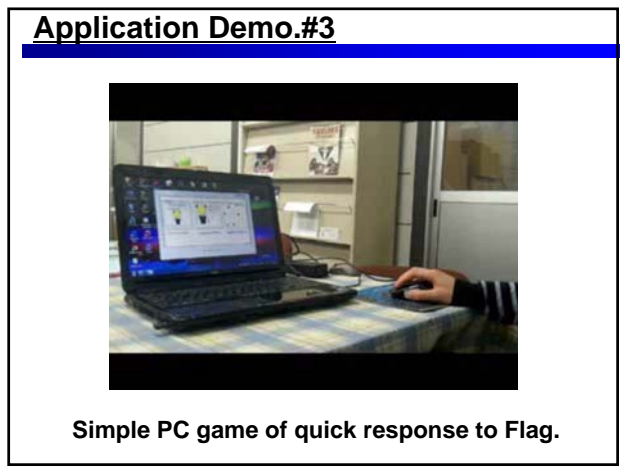 Application Demo.#3
Simple PC game of quick response to Flag.